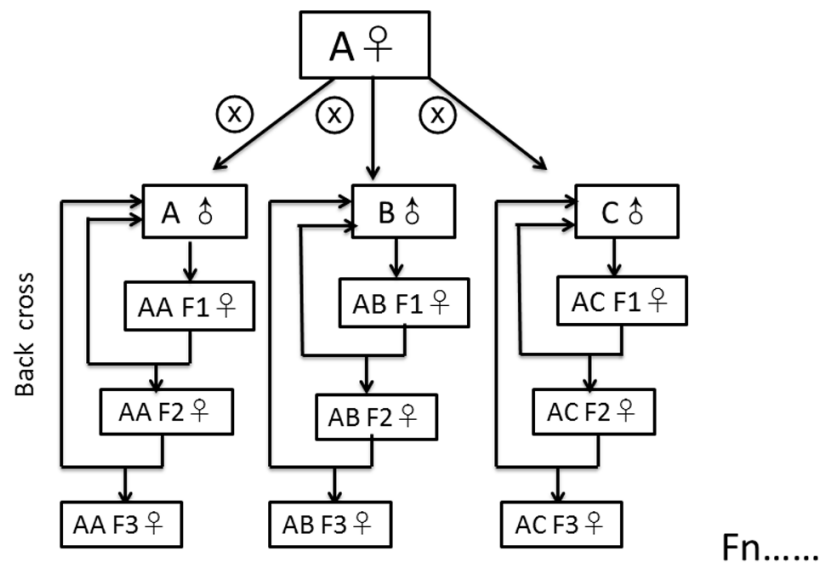 A ♀
x x x
A ♂ B ♂ C ♂
AA F1 ♀ AB F1 ♀ AC F1 ♀
Back cross
AA F2 ♀ AB F2 ♀ AC F2 ♀
AA F3 ♀ AB F3 ♀ AC F3 ♀
Fn......